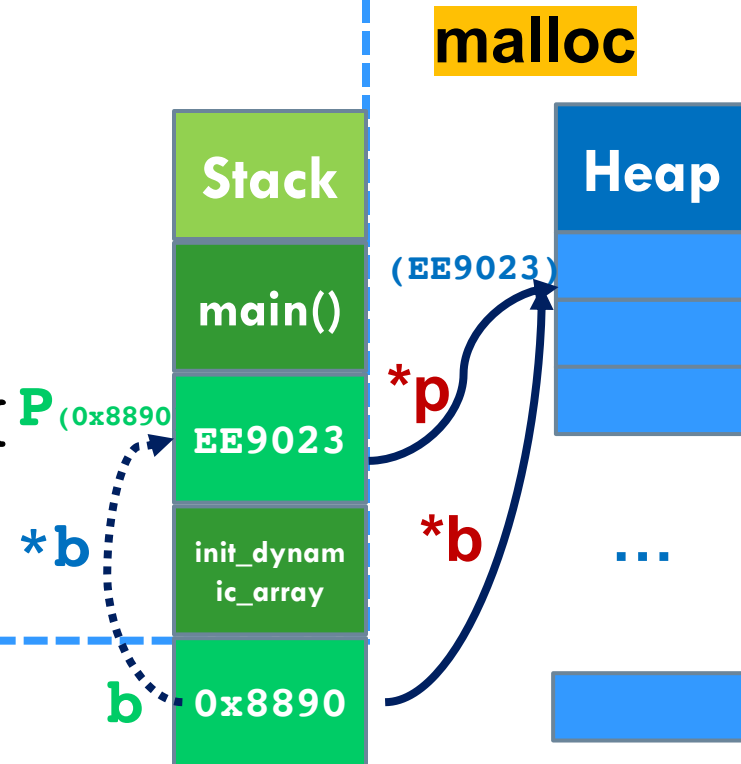 malloc
Stack
Heap
(EE9023)
main()
*p
P(0x8890
EE9023
*b
*b
init_dynam
ic_array
...
b
0x8890